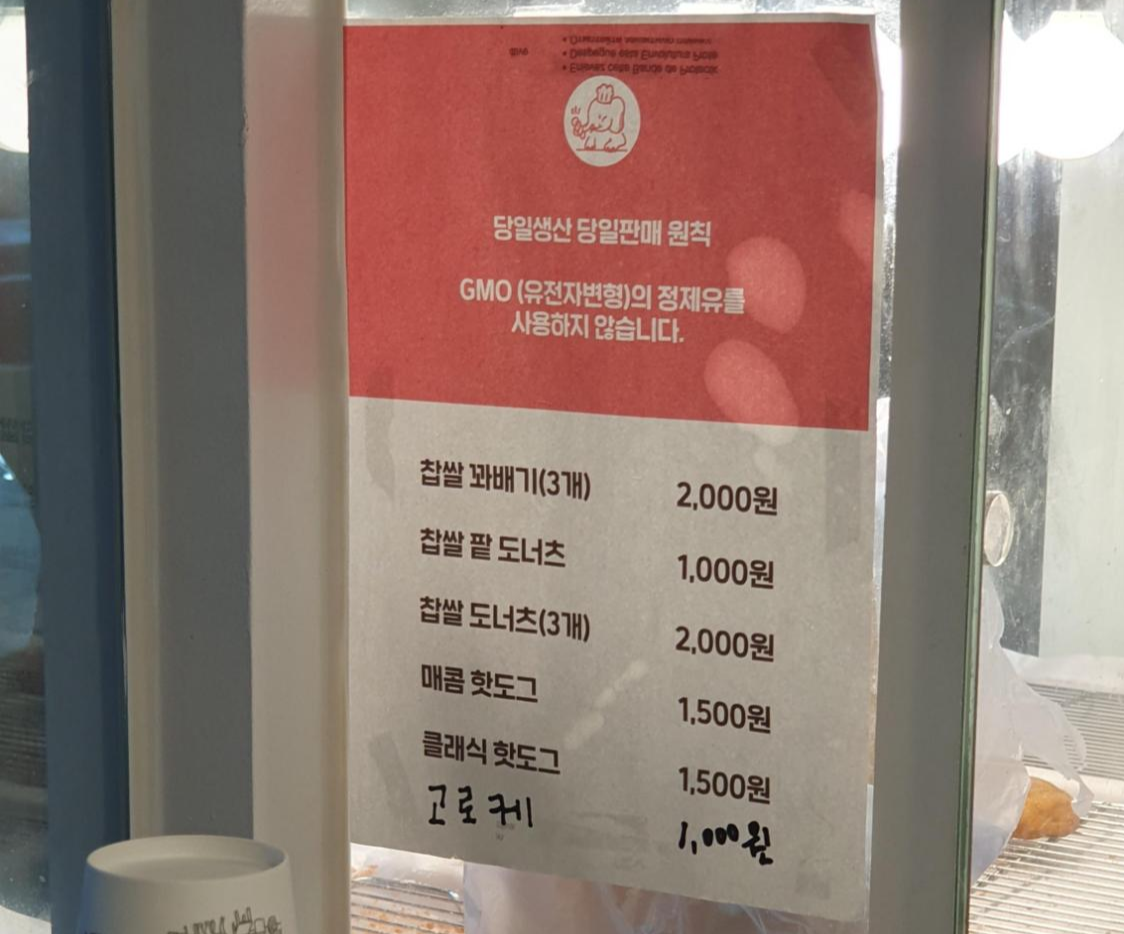 당일생산 당일판매 원칙
GMO (유전자변형)의 정제유를
사용하지 않습니다.
찹쌀 꽈배기(3개) 2,000원
찹쌀 팥 도너츠 1,000원
찹쌀 도너츠(3개) 2,000원
매콤 핫도그 1,500원
클래식 핫도그 1,500원
고로케 1,000원